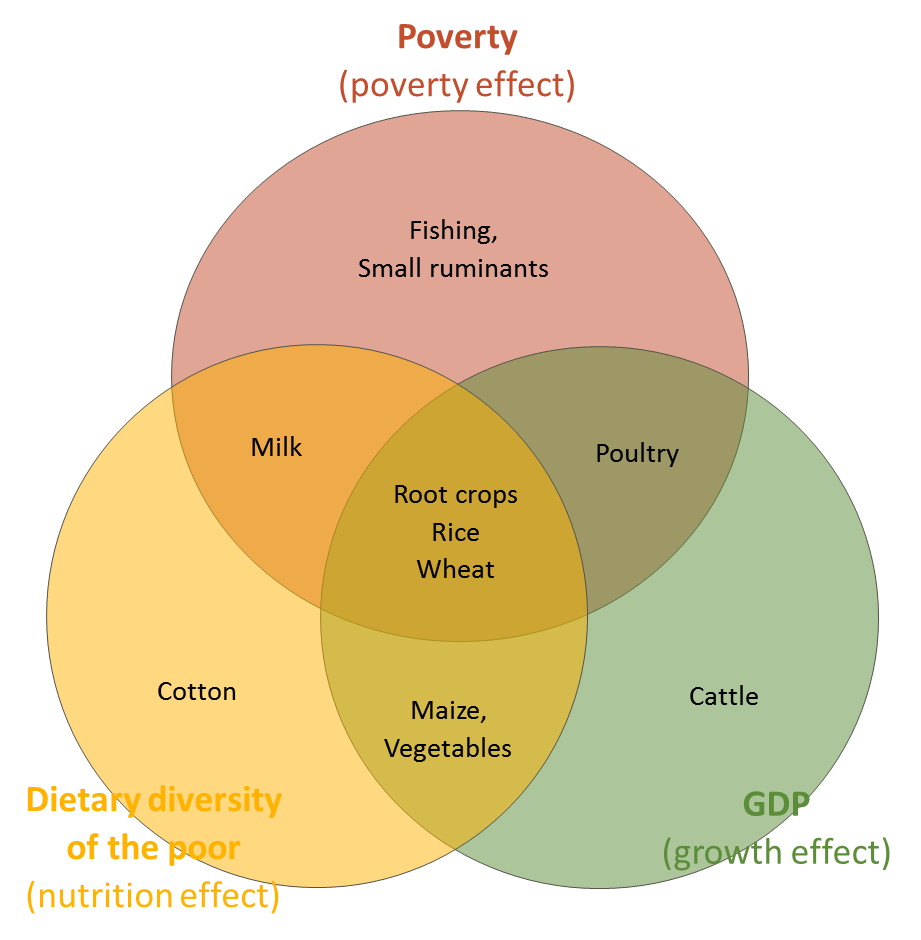 Poverty
(poverty effect)
Fishing,
Small ruminants
Milk
Poultry
Root crops
Rice
Wheat
Cotton
Maize,
Vegetables
Cattle
Dietary diversity
of the poor
(nutrition effect)
GDP
(growth effect)